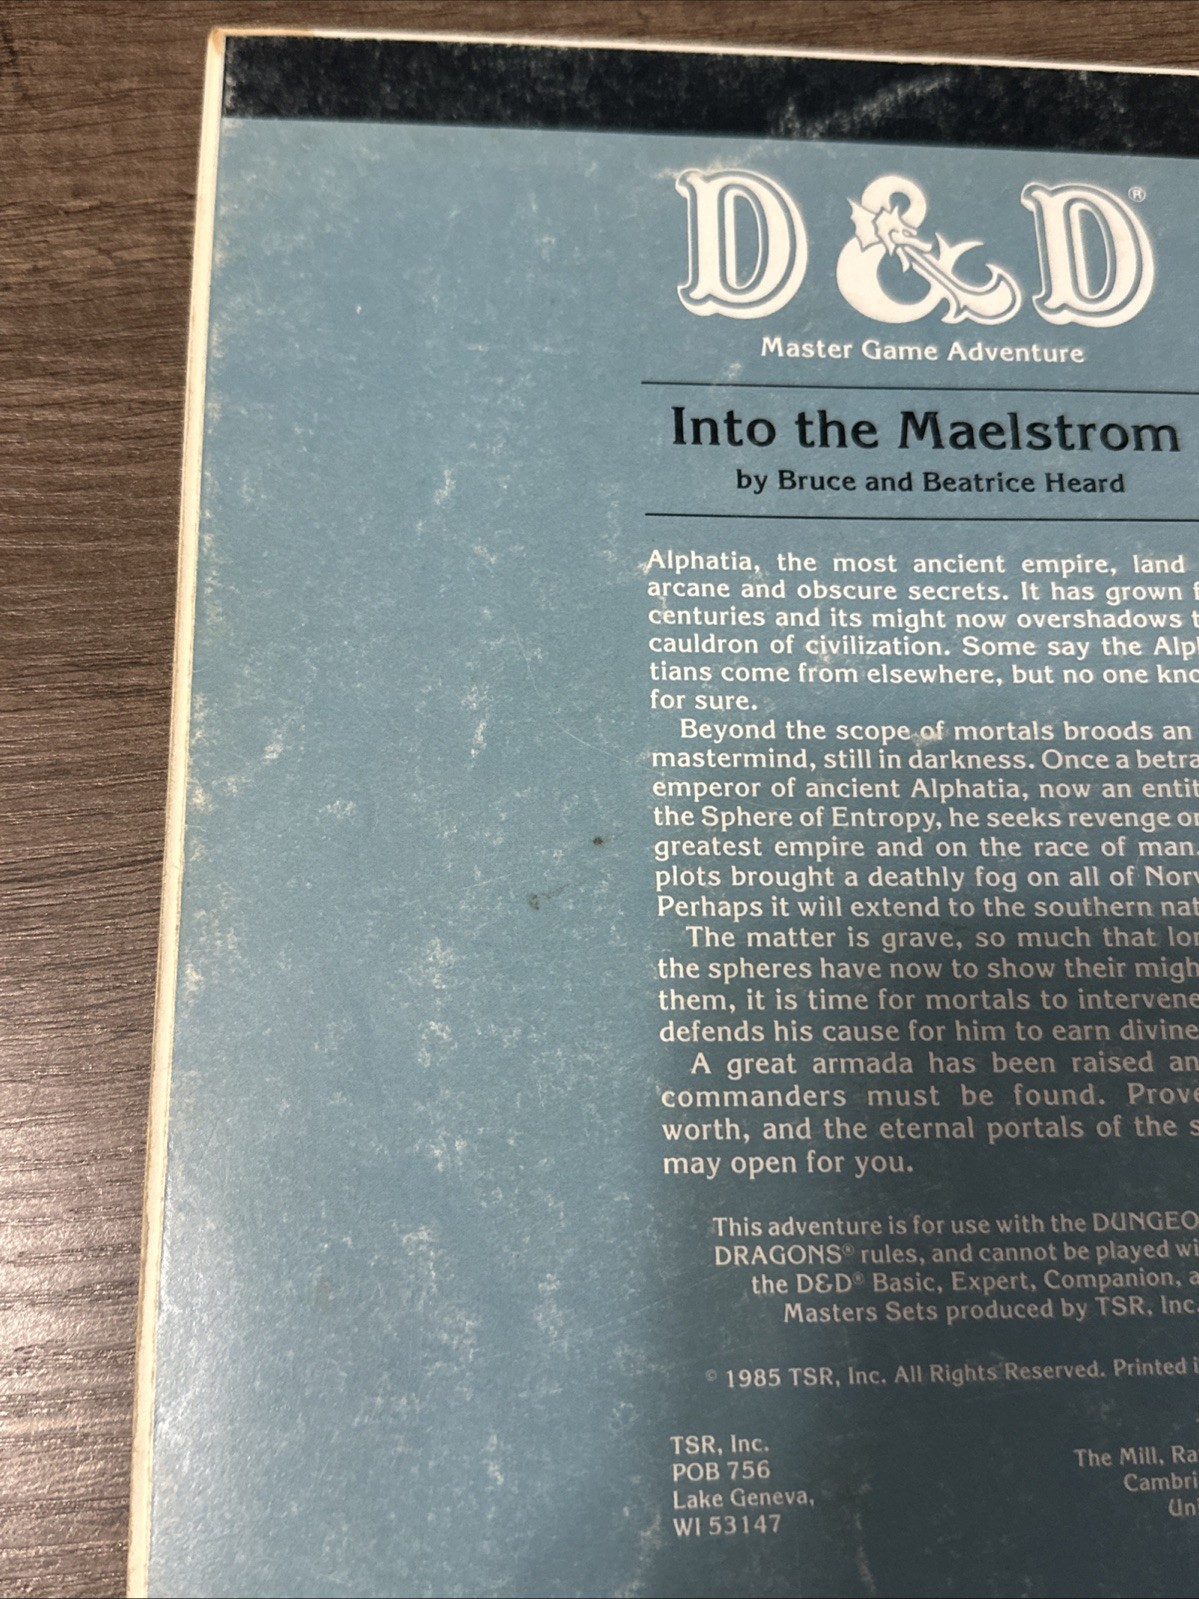 D&D®
Master Game Adventure
Into the Maelstrom
by Bruce and Beatrice Heard
Alphatia, the most ancient empire, land
arcane and obscure secrets. It has grown f
centuries and its might now overshadows t
cauldron of civilization. Some say the Alp
tians come from elsewhere, but no one kno
for sure.
Beyond the scope of mortals broods an
mastermind, still in darkness. Once a betra
emperor of ancient Alphatia, now an entit
the Sphere of Entropy, he seeks revenge on
greatest empire and on the race of man.
plots brought a deathly fog on all of Norw
Perhaps it will extend to the southern nat
The matter is grave, so much that lor
the spheres have now to show their migh
them, it is time for mortals to intervene
defends his cause for him to earn divine
A great armada has been raised an
commanders must be found. Prove
worth, and the eternal portals of the s
may open for you.
This adventure is for use with the DUNGEO
DRAGONS® rules, and cannot be played wi
the D&D® Basic, Expert, Companion, a
Masters Sets produced by TSR, Inc.
© 1985 TSR, Inc. All Rights Reserved. Printed i
TSR, Inc.
POB 756
Lake Geneva,
WI 53147
The Mill, Ra
Cambri
Un